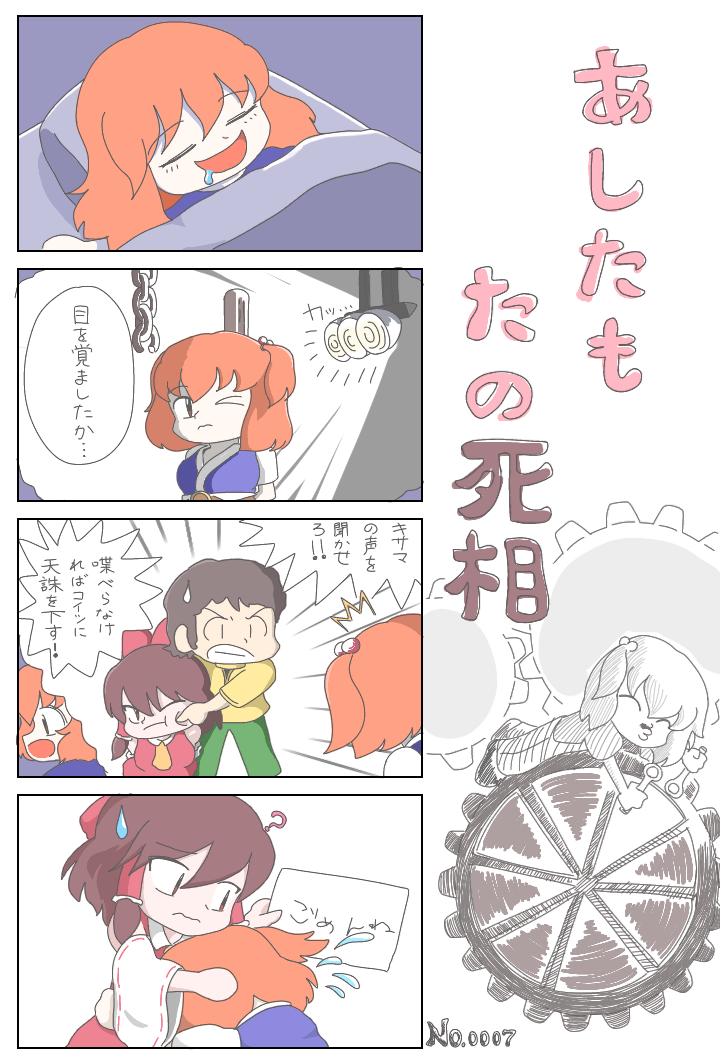 あしたも
たの死相
目を覚ましたか…
カッ…
キサマ
の声を
聞かせ
ろ!!
喋べらなけ
ればコイツに
天誅を下す!
?
ごめんね
No.0007